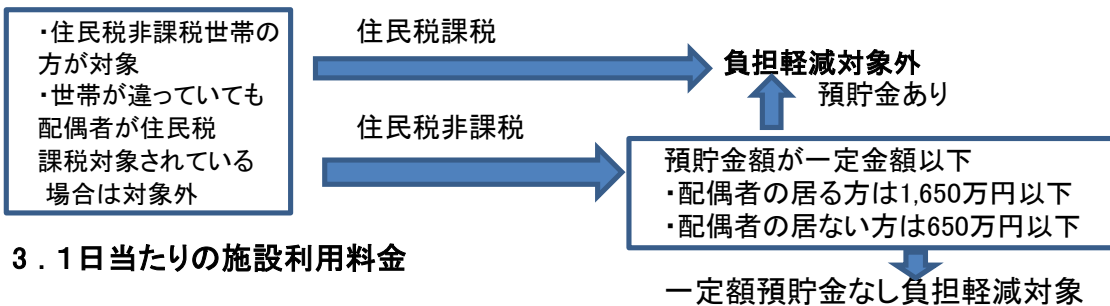 ・住民税非課税世帯の
方が対象
・世帯が違っていても
配偶者が住民税
課税対象されている
場合は対象外
住民税課税
負担軽減対象外
預貯金あり
住民税非課税
預貯金額が一定金額以下
・配偶者の居る方は1,650万円以下
・配偶者の居ない方は650万円以下
一定額預貯金なし負担軽減対象
3．1日当たりの施設利用料金